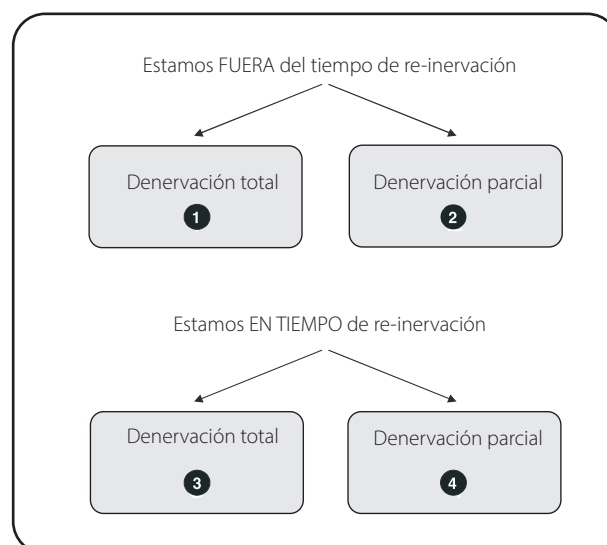 Estamos FUERA del tiempo de re-inervación
Denervación total
1
Denervación parcial
2
Estamos EN TIEMPO de re-inervación
Denervación total
3
Denervación parcial
4